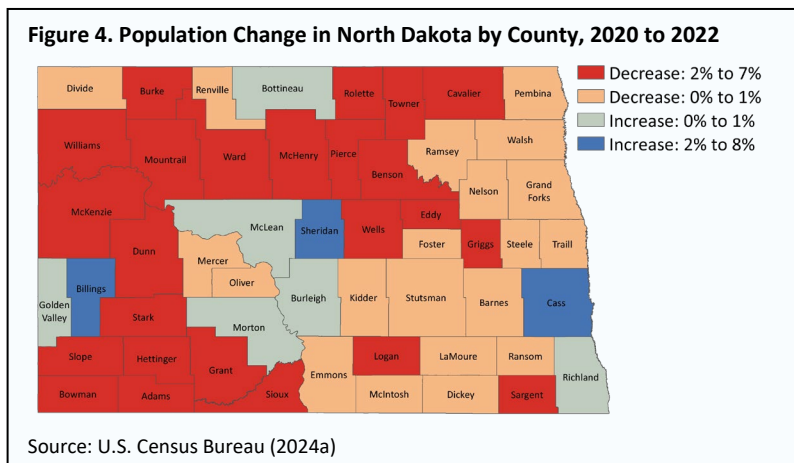 Figure 4. Population Change in North Dakota by County, 2020 to 2022
Decrease: 2% to 7%
Decrease: 0% to 1%
Increase: 0% to 1%
Increase: 2% to 8%
Divide
Burke
Renville
Bottineau
Rolette
Towner
Cavalier
Pembina
Williams
Mountrail
Ward
McHenry
Pierce
Benson
Ramsey
Walsh
Nelson
Grand
Forks
McKenzie
Dunn
McLean
Sheridan
Wells
Eddy
Foster
Griggs
Steele
Traill
Mercer
Oliver
Golden
Valley
Billings
Stark
Morton
Burleigh
Kidder
Stutsman
Barnes
Cass
Slope
Hettinger
Grant
Logan
LaMoure
Ransom
Richland
Bowman
Adams
Sioux
Emmons
McIntosh
Dickey
Sargent
Source: U.S. Census Bureau (2024a)